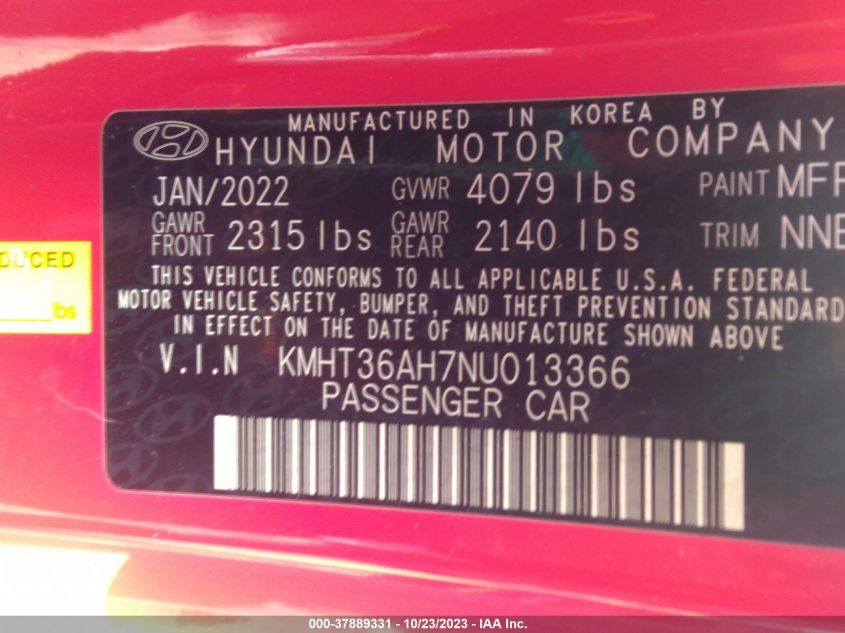 MANUFACTURED IN KOREA BY
HYUNDAI MOTOR COMPANY
JAN/2022 GVWR 4079 lbs PAINT MFR
GAWR FRONT 2315 lbs GAWR REAR 2140 lbs TRIM NNB
THIS VEHICLE CONFORMS TO ALL APPLICABLE U.S.A. FEDERAL
MOTOR VEHICLE SAFETY, BUMPER, AND THEFT PREVENTION STANDARD
IN EFFECT ON THE DATE OF MANUFACTURE SHOWN ABOVE
V.I.N KMHT36AH7NU013366
PASSENGER CAR
DUCED
lbs
000-37889331 - 10/23/2023 - IAA Inc.